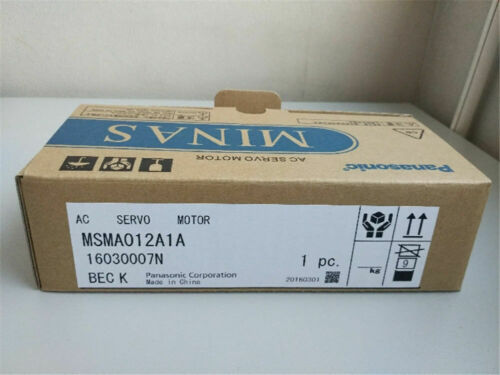 MINAS
AC SERVO MOTOR
Panasonic
AC SERVO MOTOR
MSMA012A1A
16030007N
1 pc.
BEC K
Panasonic Corporation
Made in China
20160301
kg
9